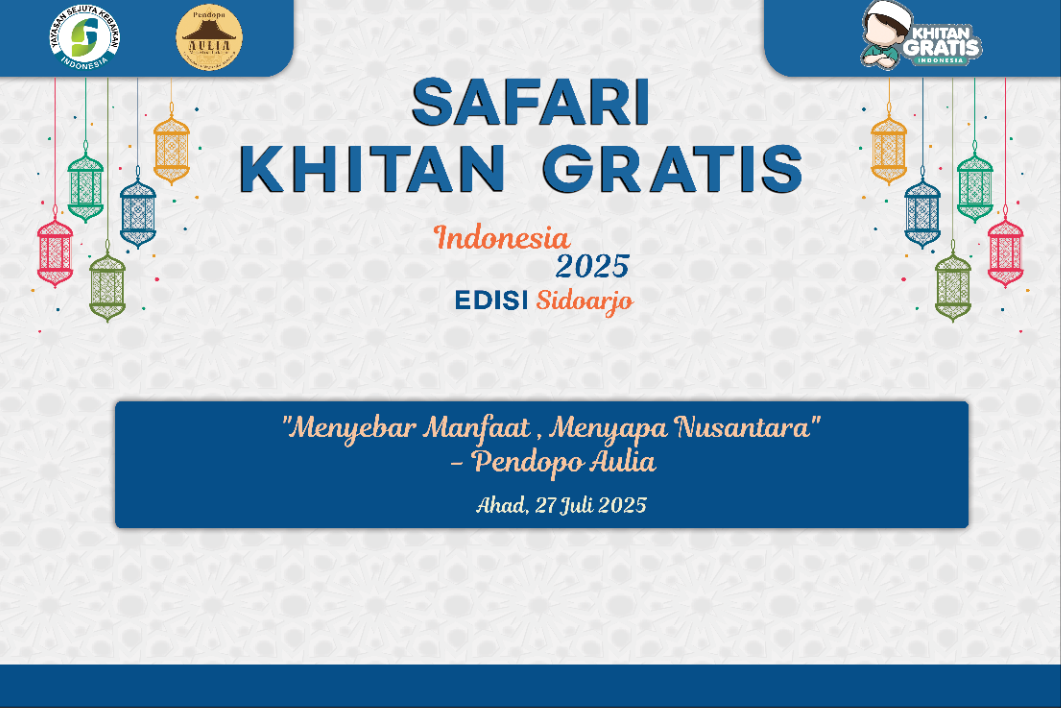 YAYASAN SEJUTA KEBAIKAN
INDONESIA
Pendopo
AULIA
KHITAN
GRATIS
INDONESIA
SAFARI
KHITAN GRATIS
Indonesia
2025
EDISI Sidoarjo
"Menyebar Manfaat , Menyapa Nusantara"
- Pendopo Aulia
Ahad, 27 Juli 2025